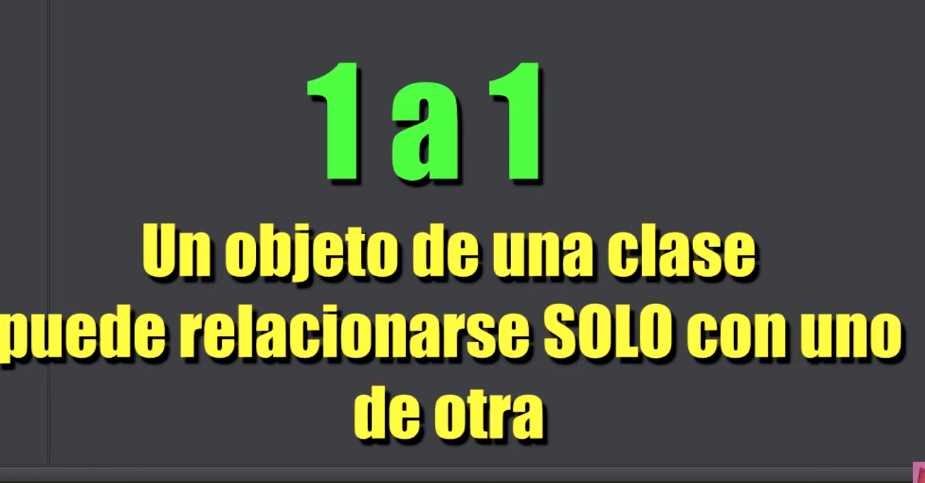 1 a 1
Un objeto de una clase
puede relacionarse SOLO con uno
de otra